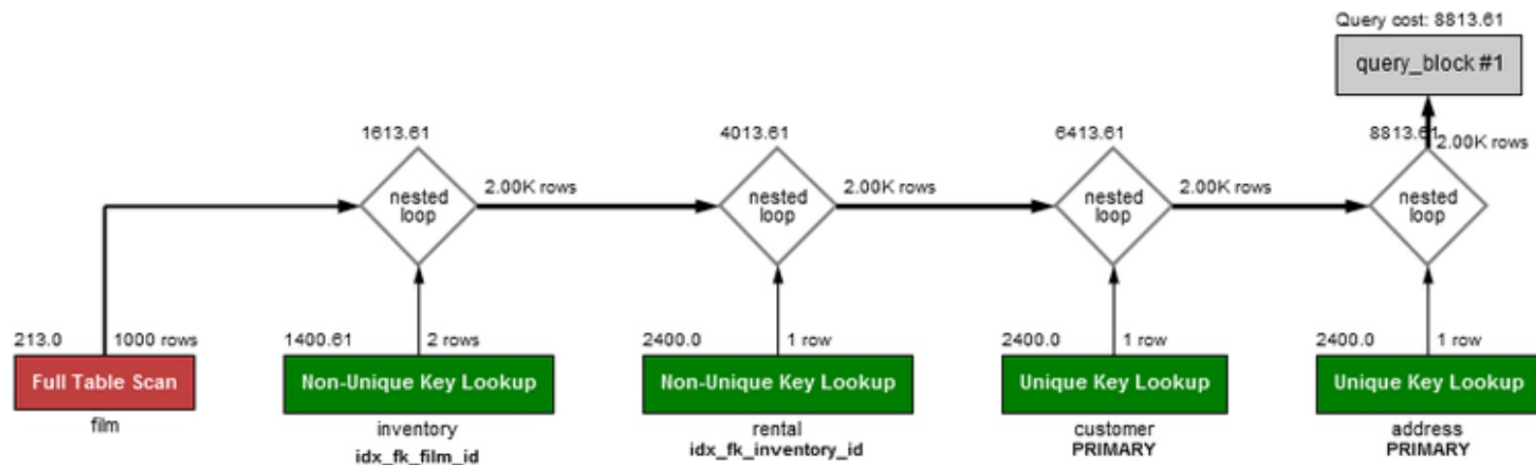 Query cost: 8813.61
query_block #1
1613.61
4013.61
6413.61
8813.61
2.00K rows
nested
loop
2.00K rows
nested
loop
2.00K rows
nested
loop
2.00K rows
nested
loop
213.0
1000 rows
1400.61
2 rows
2400.0
1 row
2400.0
1 row
2400.0
1 row
Full Table Scan
Non-Unique Key Lookup
Non-Unique Key Lookup
Unique Key Lookup
Unique Key Lookup
film
inventory
idx_fk_film_id
rental
idx_fk_inventory_id
customer
PRIMARY
address
PRIMARY